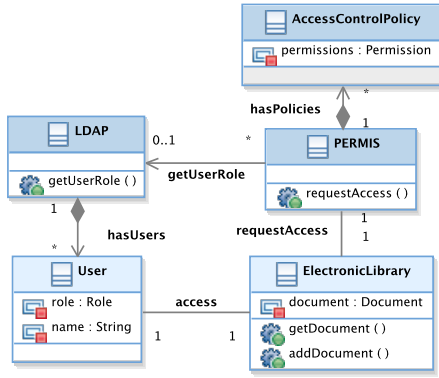 AccessControlPolicy
permissions : Permission
*
hasPolicies
1
LDAP
0..1
*
PERMIS
getUserRole ( )
getUserRole
requestAccess ( )
1
hasUsers
*
requestAccess
1
1
User
ElectronicLibrary
role : Role
access
document : Document
name : String
1
1
getDocument ( )
addDocument ( )